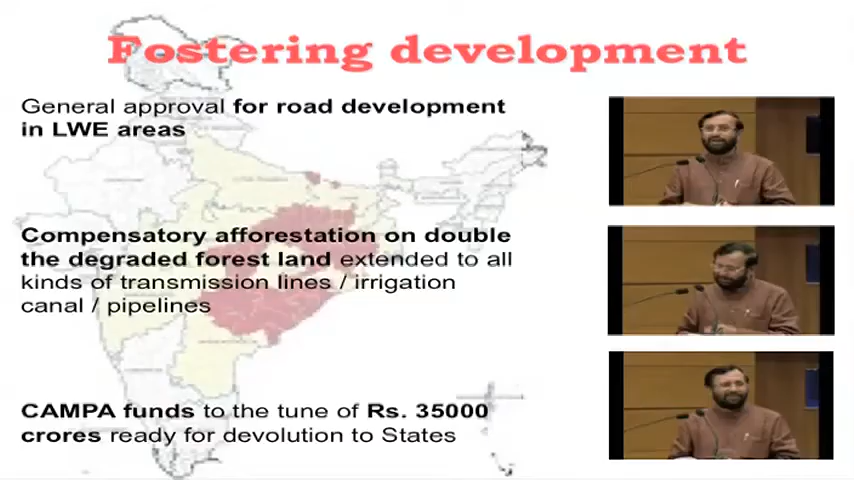 Fostering development
General approval for road development
in LWE areas
Compensatory afforestation on double
the degraded forest land extended to all
kinds of transmission lines / irrigation
canal / pipelines
CAMPA funds to the tune of Rs. 35000
crores ready for devolution to States